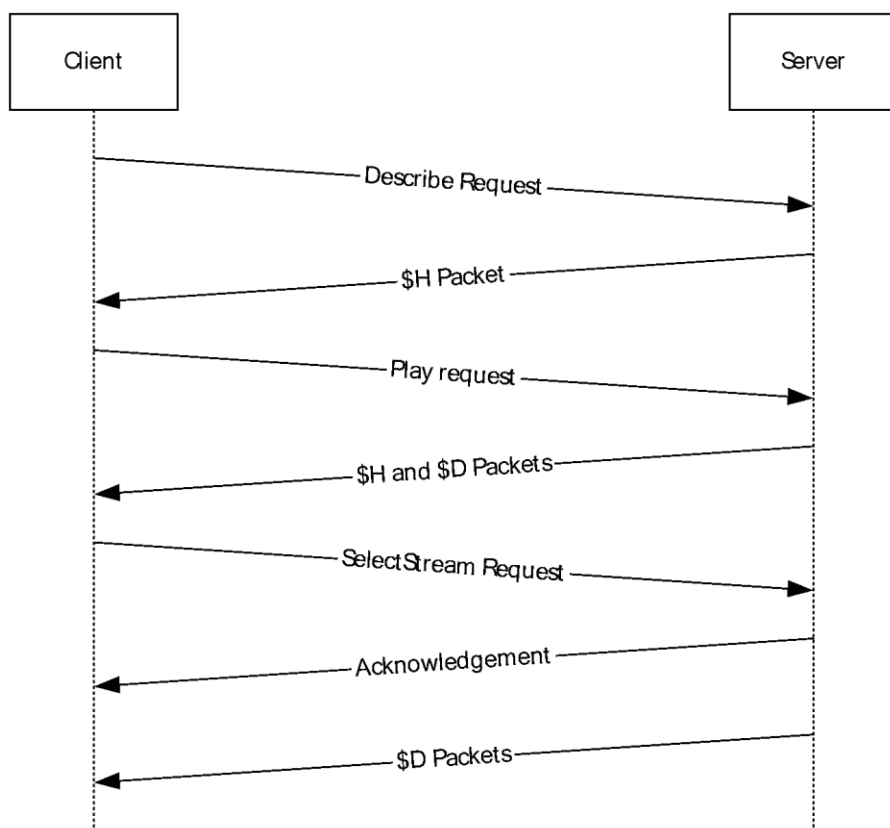 Client
Server
Describe Request
$H Packet
Play request
$H and $D Packets
SelectStream Request
Acknowledgement
$D Packets